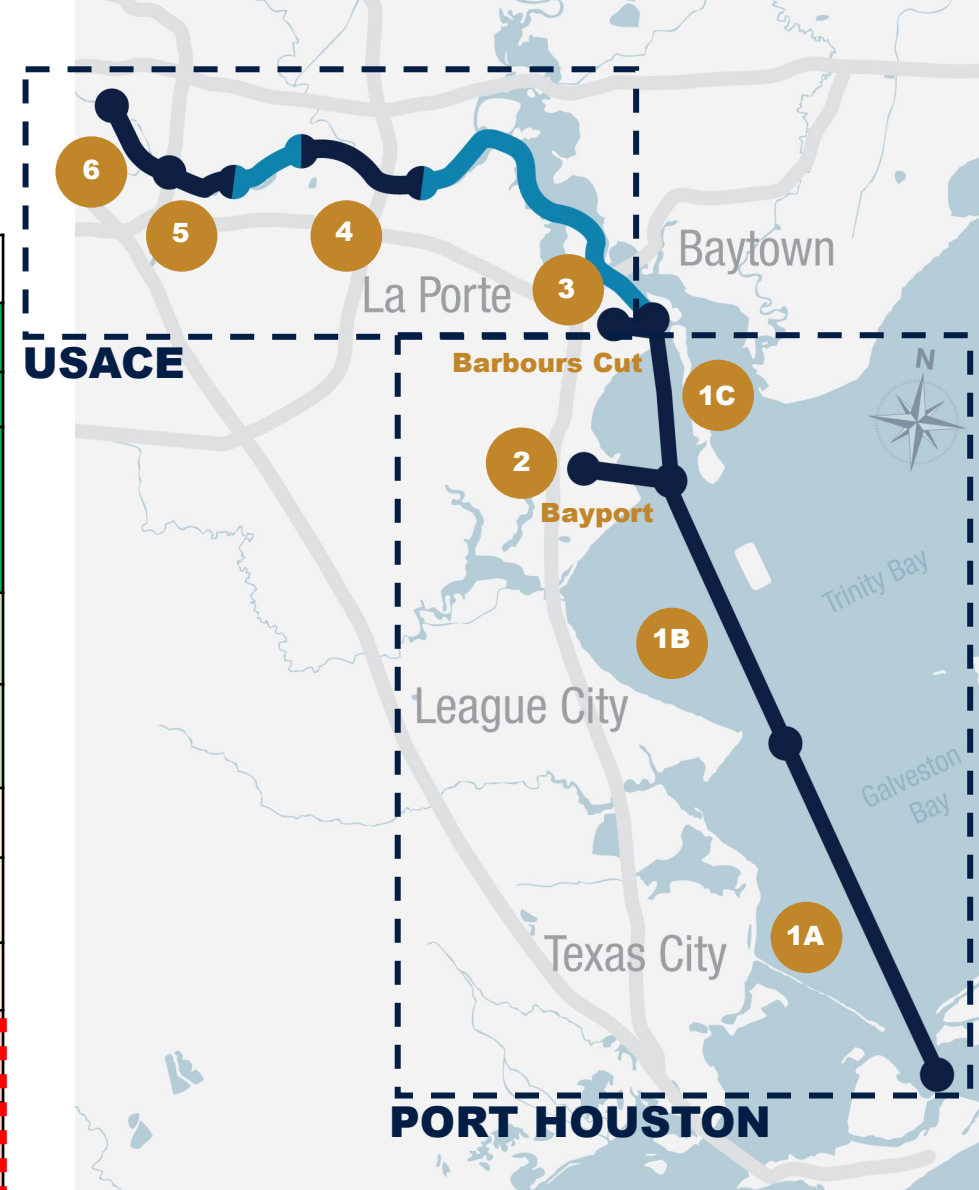 6
5
4
3
Baytown
La Porte
USACE
Barbours Cut
N
1C
2
Bayport
Trinity Bay
1B
League City
Galveston
Bay
1A
Texas City
PORT HOUSTON